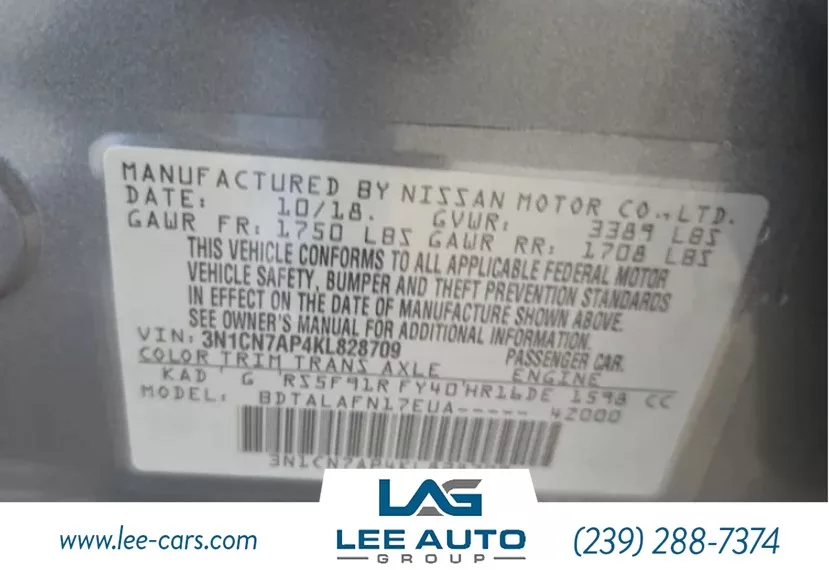 MANUFACTURED BY NISSAN MOTOR CO.,LTD.
DATE: 10/18. GVWR: 3389 LBS
GAWR FR: 1750 LBS GAWR RR: 1708 LBS
THIS VEHICLE CONFORMS TO ALL APPLICABLE FEDERAL MOTOR
VEHICLE SAFETY, BUMPER AND THEFT PREVENTION STANDARDS
IN EFFECT ON THE DATE OF MANUFACTURE SHOWN ABOVE.
SEE OWNER'S MANUAL FOR ADDITIONAL INFORMATION.
VIN: 3N1CN7AP4KL828709 PASSENGER CAR.
COLOR TRIM TRANS AXLE ENGINE
KAD ' G 'RS5F91R FY40'HR16DE 1598 CC
MODEL: BDTALAFN17EUA----- 42000
LAG
www.lee-cars.com LEE AUTO GROUP (239) 288-7374